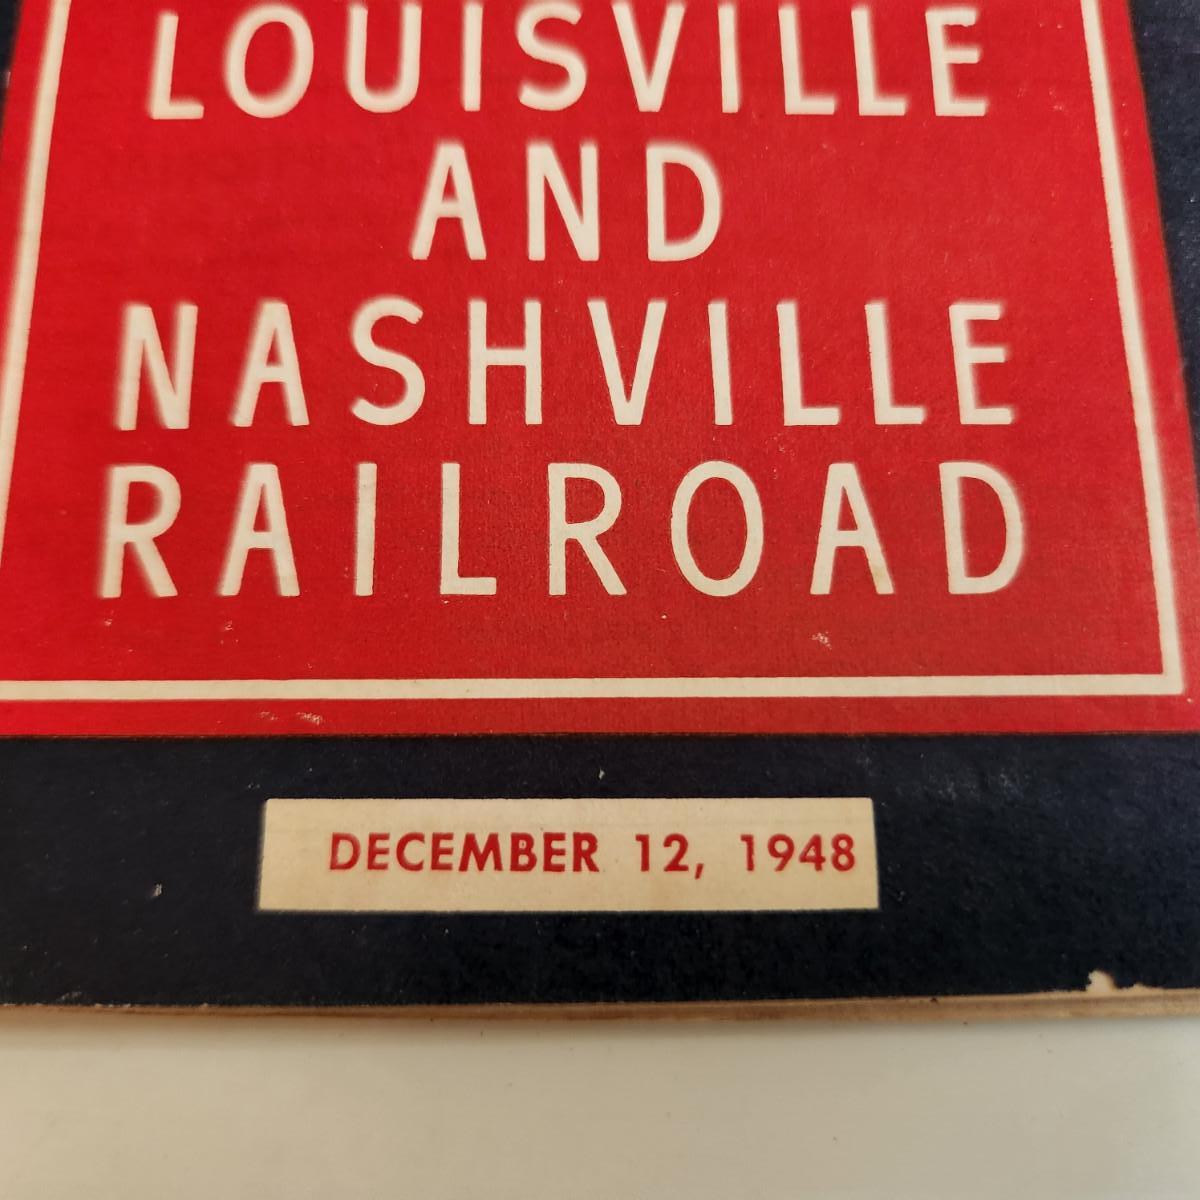 LOUISVILLE
AND
NASHVILLE
RAILROAD
DECEMBER 12, 1948